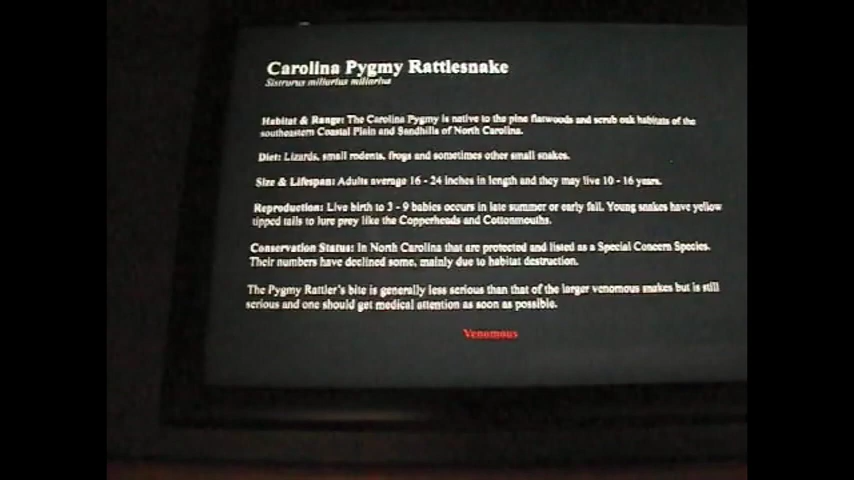 Carolina Pygmy Rattlesnake
Sistrurus miliarius miliarius
Habitat & Range: The Carolina Pygmy is native to the pine flatwoods and scrub oak habitats of the
southeastern Coastal Plain and Sandhills of North Carolina.
Diet: Lizards, small rodents, frogs and sometimes other small snakes.
Size & Lifespan: Adults average 16 - 24 inches in length and they may live 10 - 16 years.
Reproduction: Live birth to 3 - 9 babies occurs in late summer or early fall. Young snakes have yellow
tipped tails to lure prey like the Copperheads and Cottonmouths.
Conservation Status: In North Carolina that are protected and listed as a Special Concern Species.
Their numbers have declined some, mainly due to habitat destruction.
The Pygmy Rattler's bite is generally less serious than that of the larger venomous snakes but is still
serious and one should get medical attention as soon as possible.
Venomous